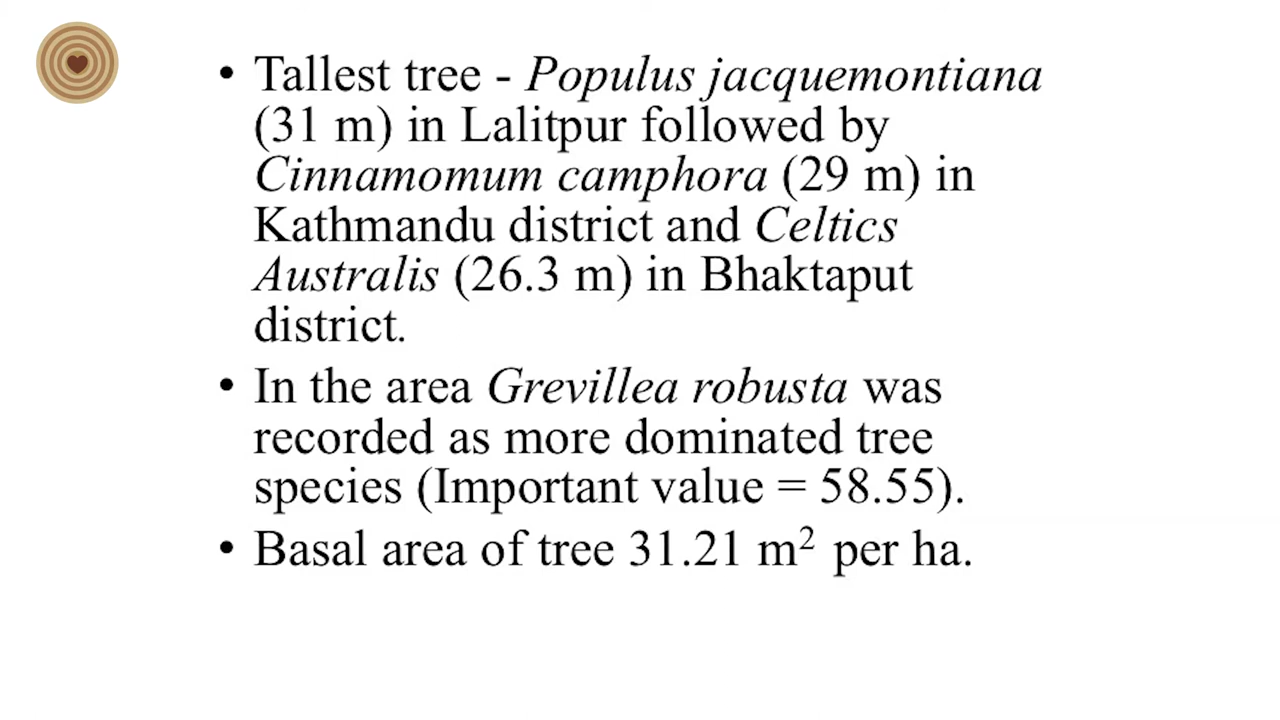 • Tallest tree - Populus jacquemontiana
(31 m) in Lalitpur followed by
Cinnamomum camphora (29 m) in
Kathmandu district and Celtics
Australis (26.3 m) in Bhaktaput
district.
• In the area Grevillea robusta was
recorded as more dominated tree
species (Important value = 58.55).
• Basal area of tree 31.21 m² per ha.